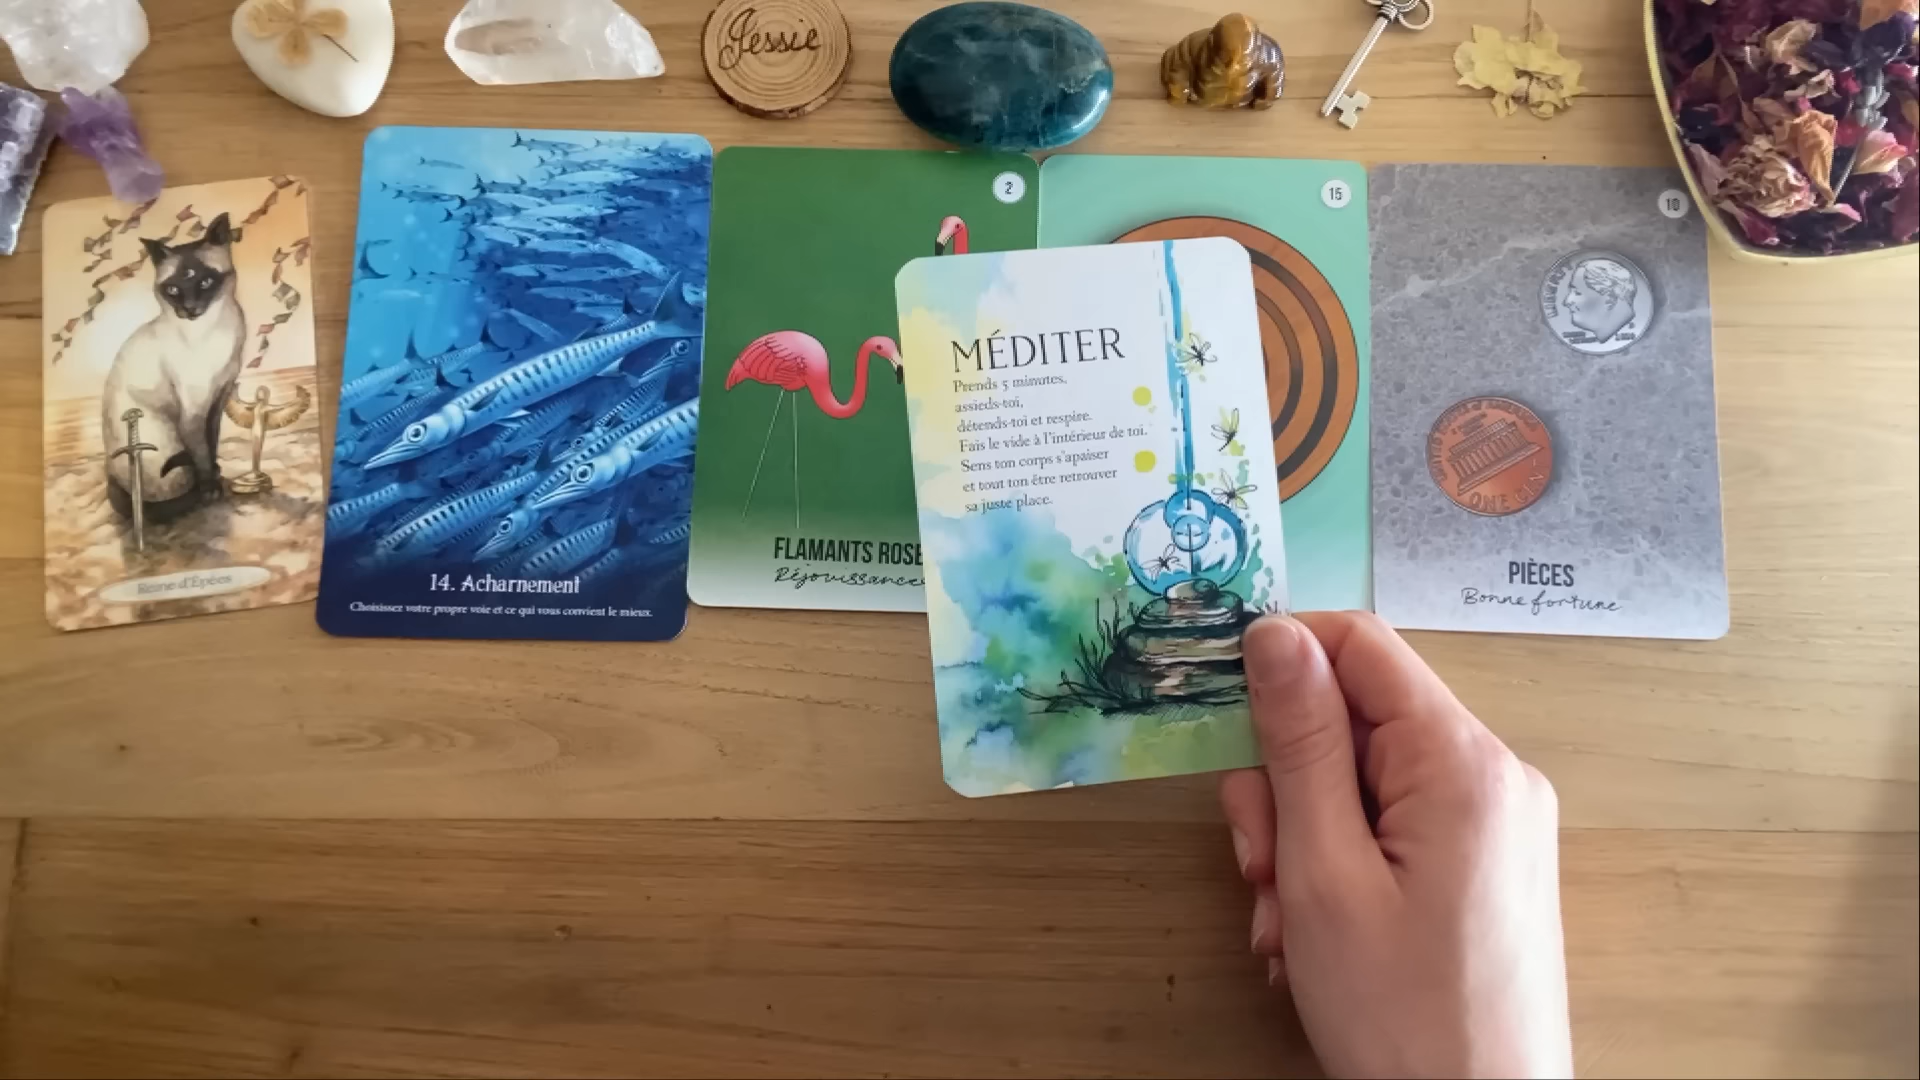 Jessie
Reine d'Épées
14. Acharnement
Choisissez votre propre voie et ce qui vous convient le mieux.
2
FLAMANTS ROSE
Réjouissance
15
MÉDITER
Prends 5 minutes,
assieds-toi,
détends-toi et respire.
Fais le vide à l'intérieur de toi.
Sens ton corps s'apaiser
et tout ton être retrouver
sa juste place.
10
ONE CEN
PIÈCES
Bonne fortune